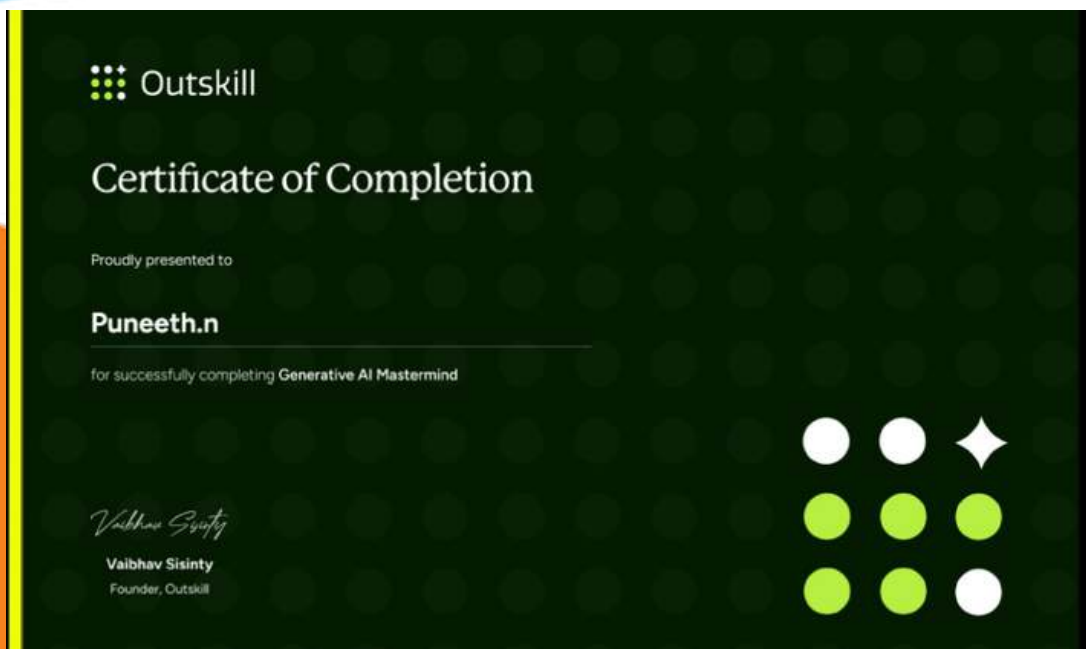 Outskill
Certificate of Completion
Proudly presented to
Puneeth.n
for successfully completing Generative AI Mastermind
Vaibhav Sisinty
Vaibhav Sisinty
Founder, Outskill